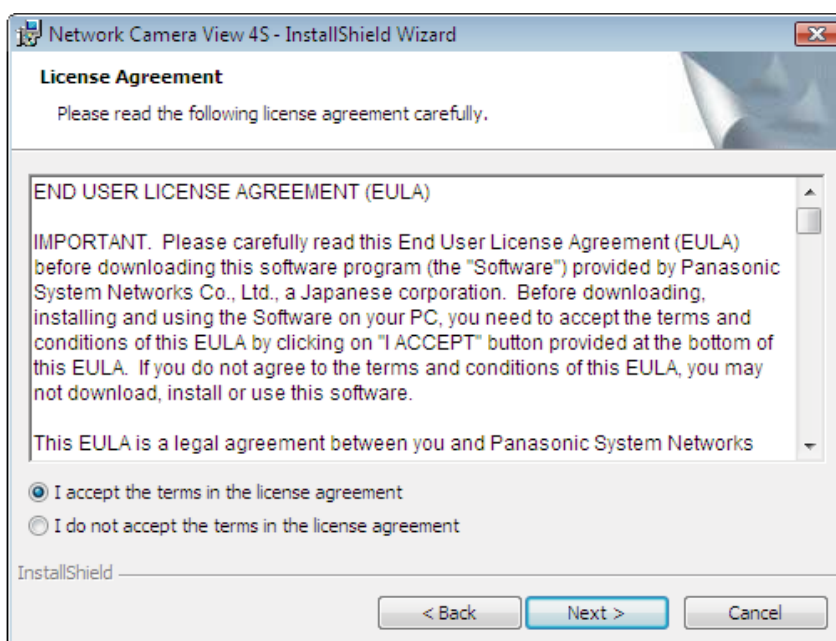 Network Camera View 4S - InstallShield Wizard
License Agreement
Please read the following license agreement carefully.
END USER LICENSE AGREEMENT (EULA)
IMPORTANT.  Please carefully read this End User License Agreement (EULA)
before downloading this software program (the "Software") provided by Panasonic
System Networks Co., Ltd., a Japanese corporation.  Before downloading,
installing and using the Software on your PC, you need to accept the terms and
conditions of this EULA by clicking on "I ACCEPT" button provided at the bottom of
this EULA.  If you do not agree to the terms and conditions of this EULA, you may
not download, install or use this software.
This EULA is a legal agreement between you and Panasonic System Networks
I accept the terms in the license agreement
I do not accept the terms in the license agreement
InstallShield
< Back
Next >
Cancel